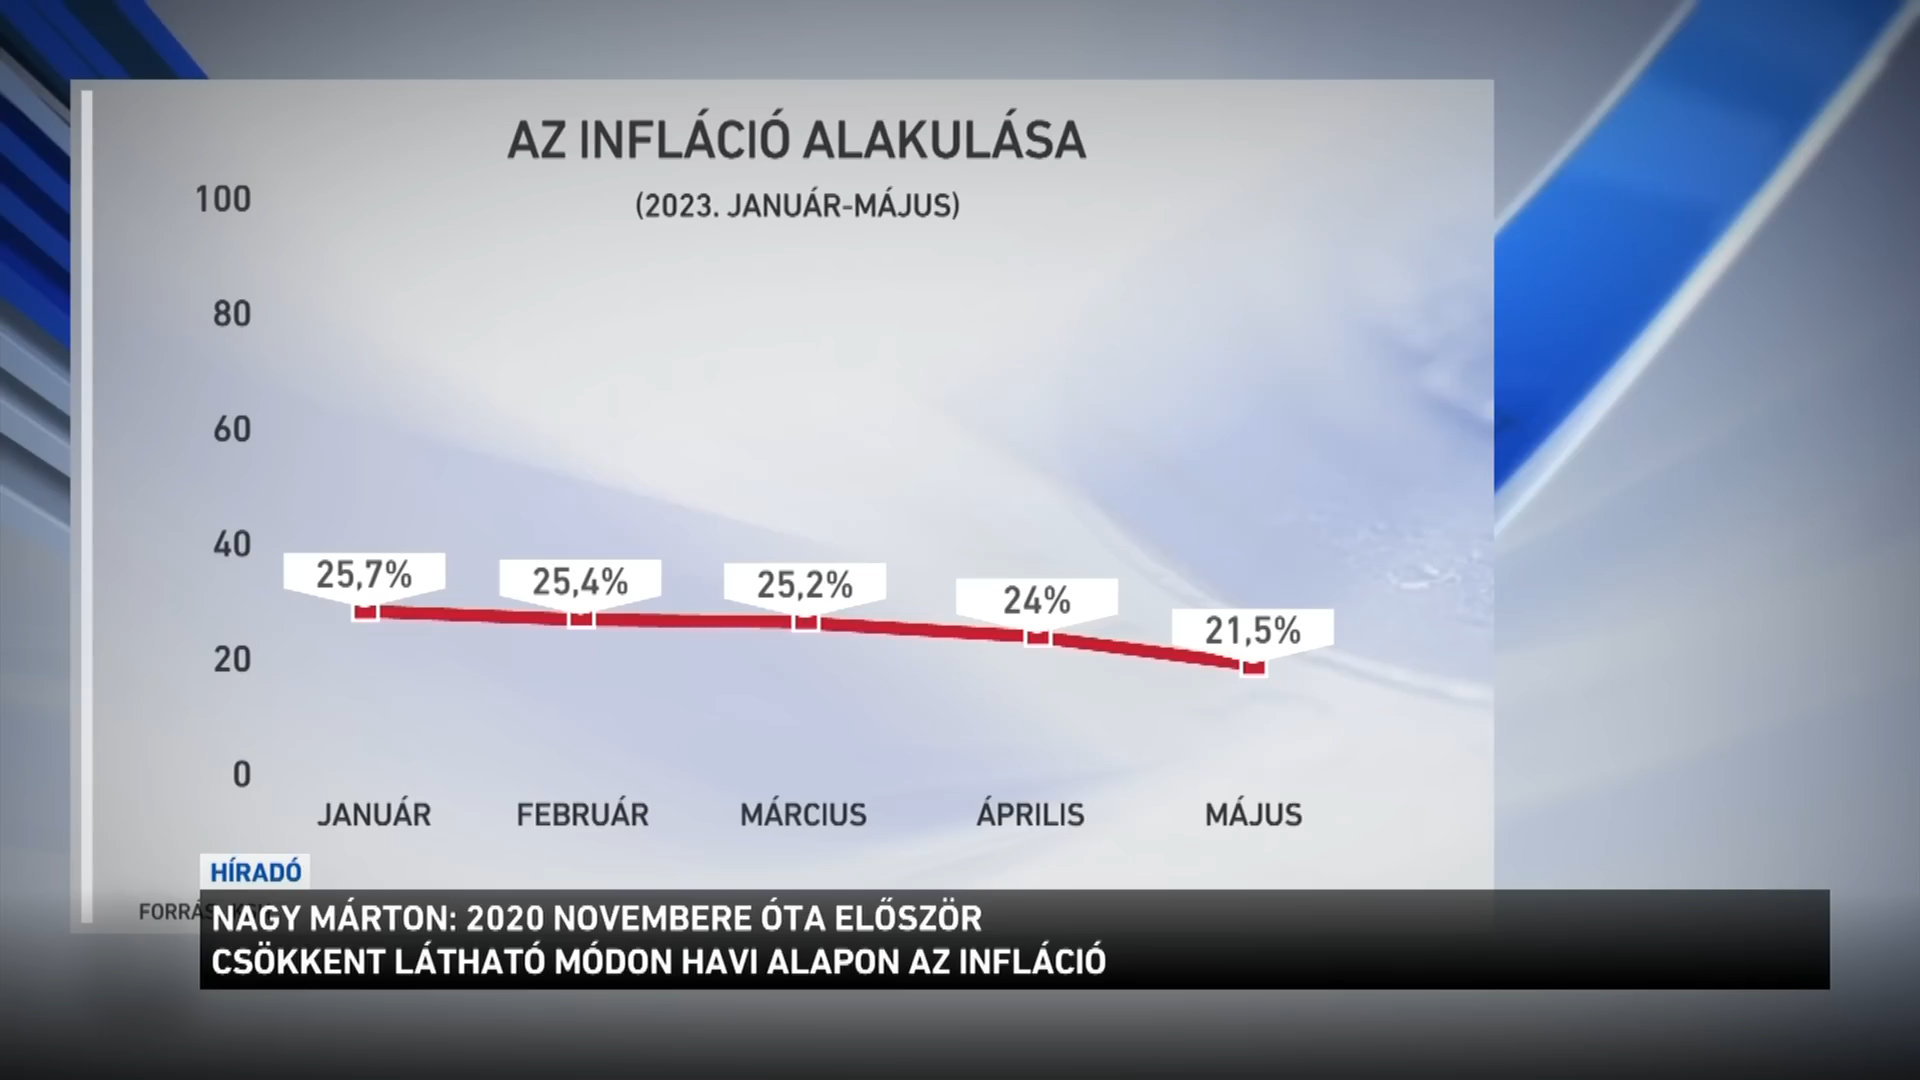 AZ INFLÁCIÓ ALAKULÁSA
(2023. JANUÁR-MÁJUS)
100
80
60
40
20
0
25,7%
25,4%
25,2%
24%
21,5%
JANUÁR FEBRUÁR MÁRCIUS ÁPRILIS MÁJUS
HÍRADÓ
NAGY MÁRTON: 2020 NOVEMBERE ÓTA ELŐSZÖR
CSÖKKENT LÁTHATÓ MÓDON HAVI ALAPON AZ INFLÁCIÓ